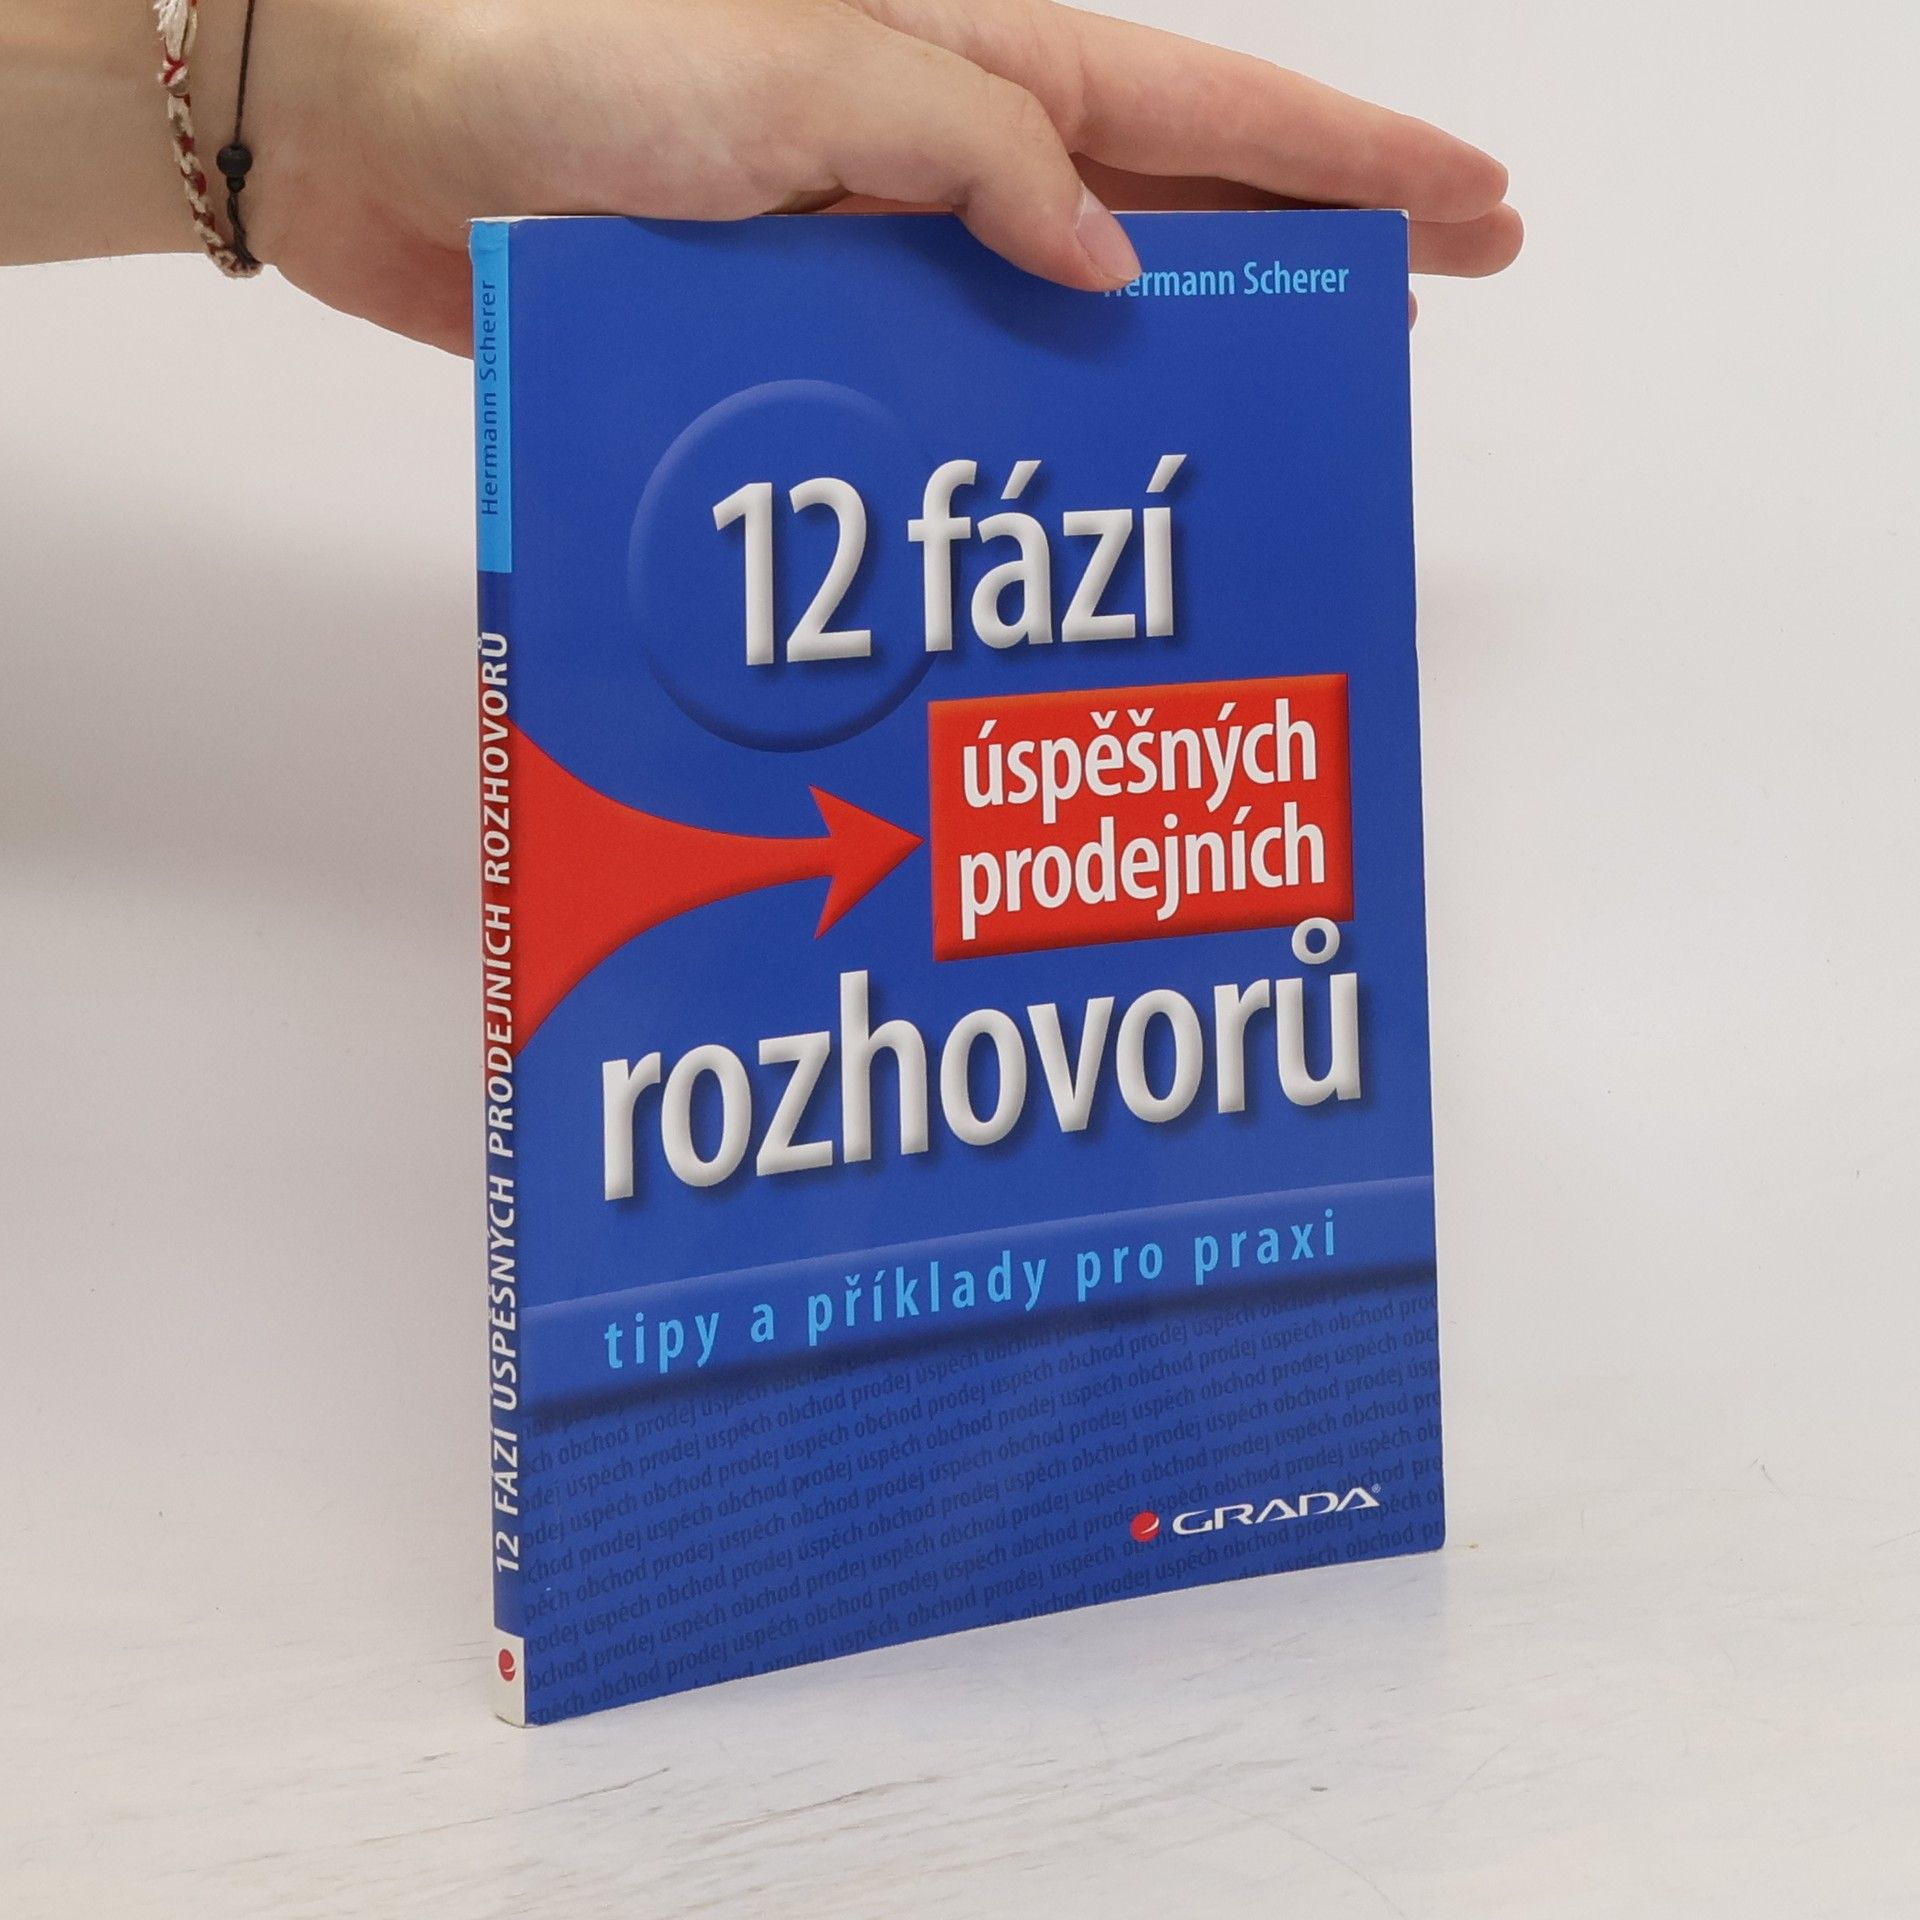 Hermann Scherer
12 FÁZÍ ÚSPĚŠNÝCH PRODEJNÍCH ROZHOVORŮ
Hermann Scherer
12 fází
úspěšných
prodejních
rozhovorů
tipy a příklady pro praxi
GRADA®